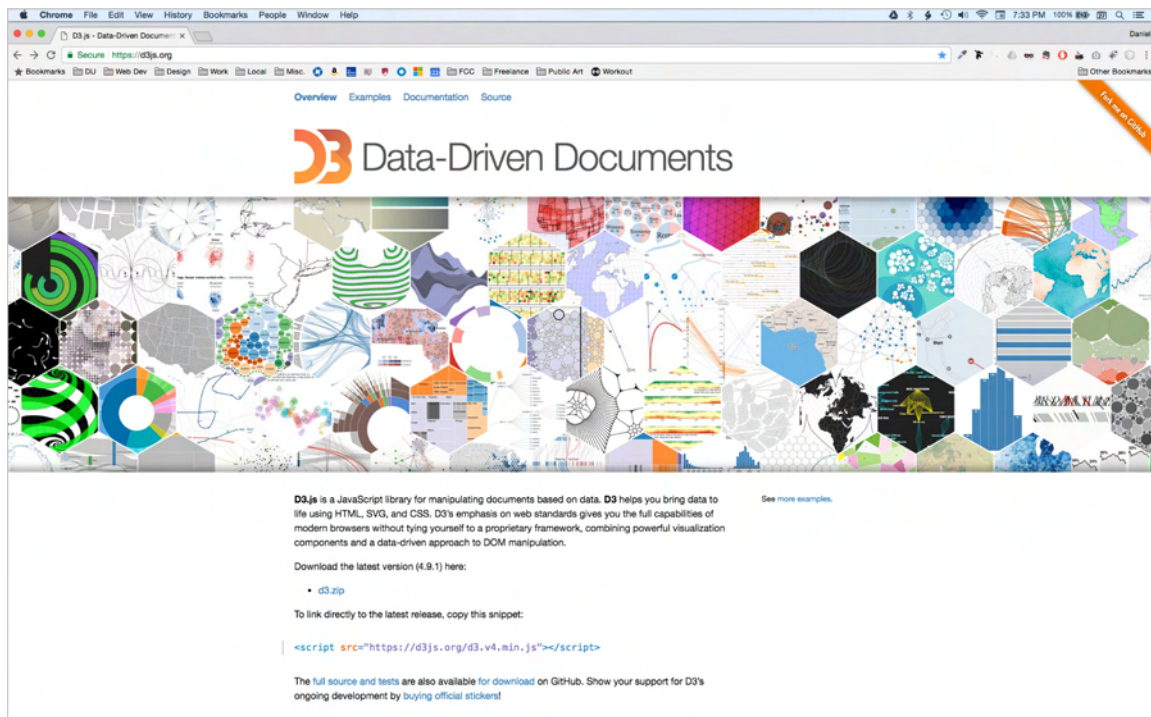 Chrome File Edit View History Bookmarks People Window Help 7:33 PM 100%
D3.js - Data-Driven Document
Daniel
Secure https://d3js.org
Bookmarks DU Web Dev Design Work Local Misc. FCC Freelance Public Art Workout Other Bookmarks
Overview Examples Documentation Source
Fork me on GitHub
D3 Data-Driven Documents
D3.js is a JavaScript library for manipulating documents based on data. D3 helps you bring data to
life using HTML, SVG, and CSS. D3's emphasis on web standards gives you the full capabilities of
modern browsers without tying yourself to a proprietary framework, combining powerful visualization
components and a data-driven approach to DOM manipulation.
See more examples.
Download the latest version (4.9.1) here:
• d3.zip
To link directly to the latest release, copy this snippet:
<script src="https://d3js.org/d3.v4.min.js"></script>
The full source and tests are also available for download on GitHub. Show your support for D3's
ongoing development by buying official stickers!